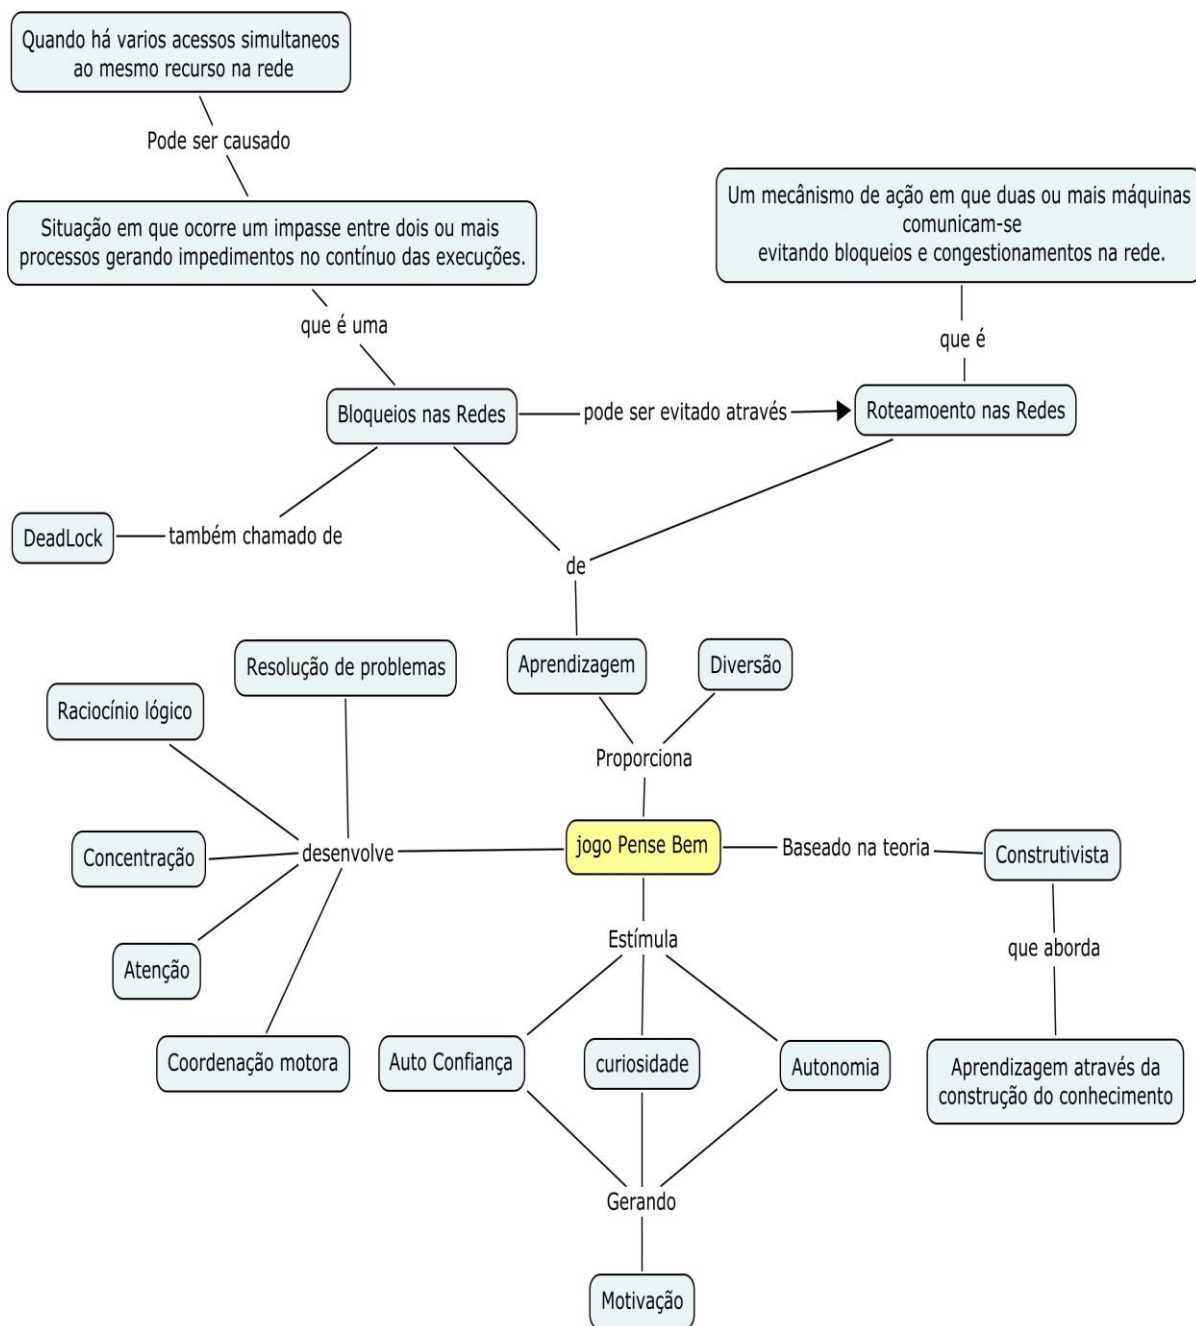 Quando há varios acessos simultaneos
ao mesmo recurso na rede
Pode ser causado
Um mecânismo de ação em que duas ou mais máquinas
comunicam-se
evitando bloqueios e congestionamentos na rede.
Situação em que ocorre um impasse entre dois ou mais
processos gerando impedimentos no contínuo das execuções.
que é uma
que é
Bloqueios nas Redes
pode ser evitado através
Roteamoento nas Redes
DeadLock
também chamado de
de
Resolução de problemas
Aprendizagem
Diversão
Raciocínio lógico
Proporciona
Concentração
desenvolve
jogo Pense Bem
Baseado na teoria
Construtivista
Atenção
Estímula
que aborda
Coordenação motora
Auto Confiança
curiosidade
Autonomia
Aprendizagem através da
construção do conhecimento
Gerando
Motivação